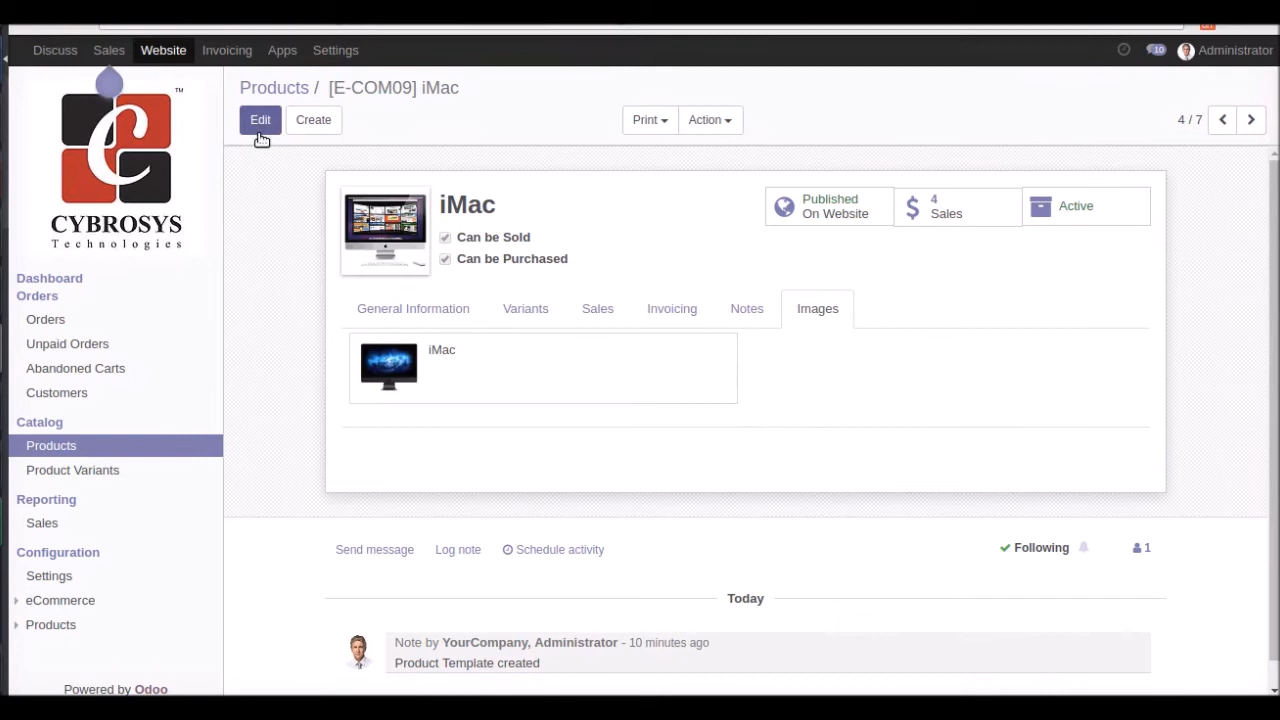 Discuss Sales Website Invoicing Apps Settings 10 Administrator
C ™
CYBROSYS
Technologies
Dashboard
Orders
Orders
Unpaid Orders
Abandoned Carts
Customers
Catalog
Products
Product Variants
Reporting
Sales
Configuration
Settings
eCommerce
Products
Powered by Odoo
Products / [E-COM09] iMac
Edit Create Print Action 4 / 7
iMac
Can be Sold
Can be Purchased
Published
On Website
4
Sales
Active
General Information Variants Sales Invoicing Notes Images
iMac
Send message Log note Schedule activity Following 1
Today
Note by YourCompany, Administrator - 10 minutes ago
Product Template created